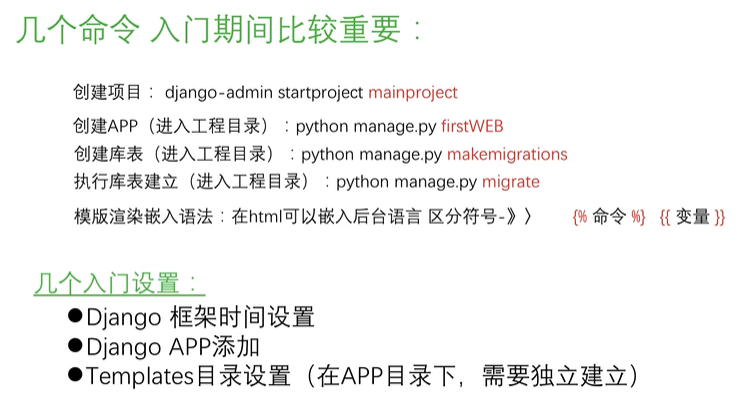 几个命令 入门期间比较重要：
创建项目： django-admin startproject mainproject
创建APP（进入工程目录）：python manage.py firstWEB
创建库表（进入工程目录）：python manage.py makemigrations
执行库表建立（进入工程目录）：python manage.py migrate
模版渲染嵌入语法：在html可以嵌入后台语言 区分符号-》〉 {% 命令 %} {{ 变量 }}
几个入门设置：
●Django 框架时间设置
●Django APP添加
●Templates目录设置（在APP目录下，需要独立建立）